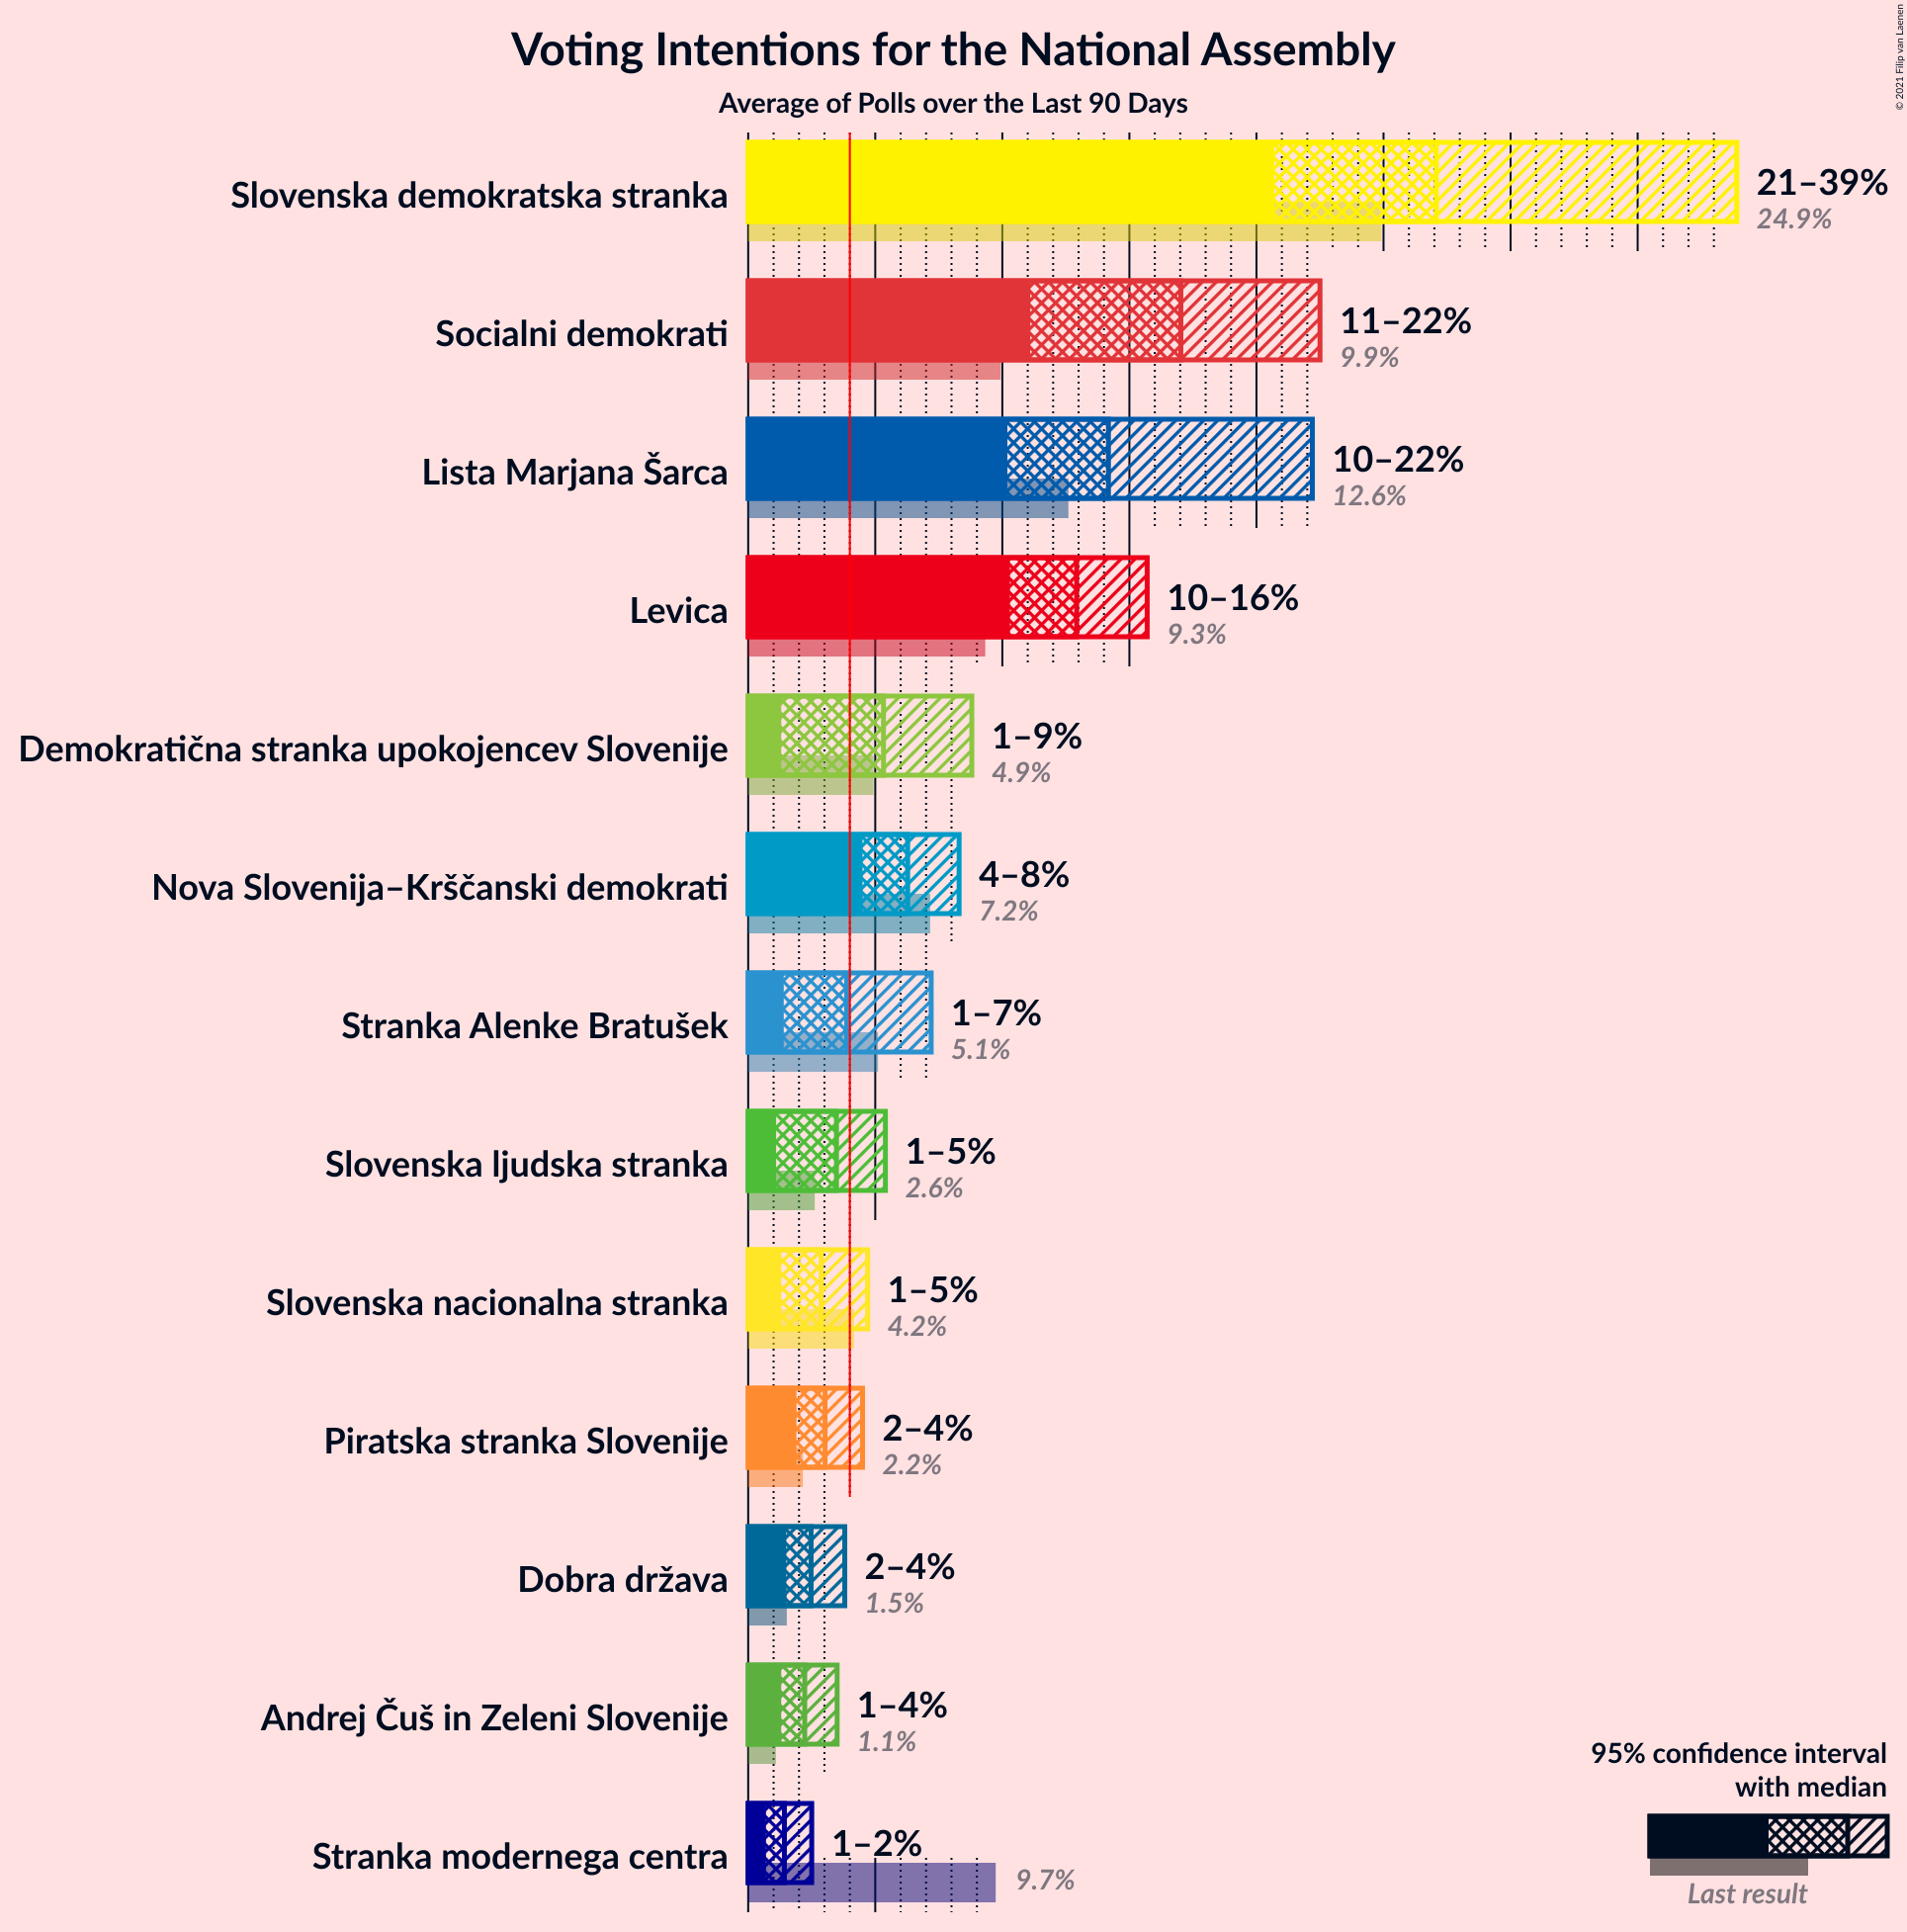 Voting Intentions for the National Assembly
Average of Polls over the Last 90 Days
© 2021 Filip van Laenen
Slovenska demokratska stranka
21–39%
24.9%
Socialni demokrati
11–22%
9.9%
Lista Marjana Šarca
10–22%
12.6%
Levica
10–16%
9.3%
Demokratična stranka upokojencev Slovenije
1–9%
4.9%
Nova Slovenija–Krščanski demokrati
4–8%
7.2%
Stranka Alenke Bratušek
1–7%
5.1%
Slovenska ljudska stranka
1–5%
2.6%
Slovenska nacionalna stranka
1–5%
4.2%
Piratska stranka Slovenije
2–4%
2.2%
Dobra država
2–4%
1.5%
Andrej Čuš in Zeleni Slovenije
1–4%
1.1%
Stranka modernega centra
1–2%
9.7%
95% confidence interval
with median
Last result